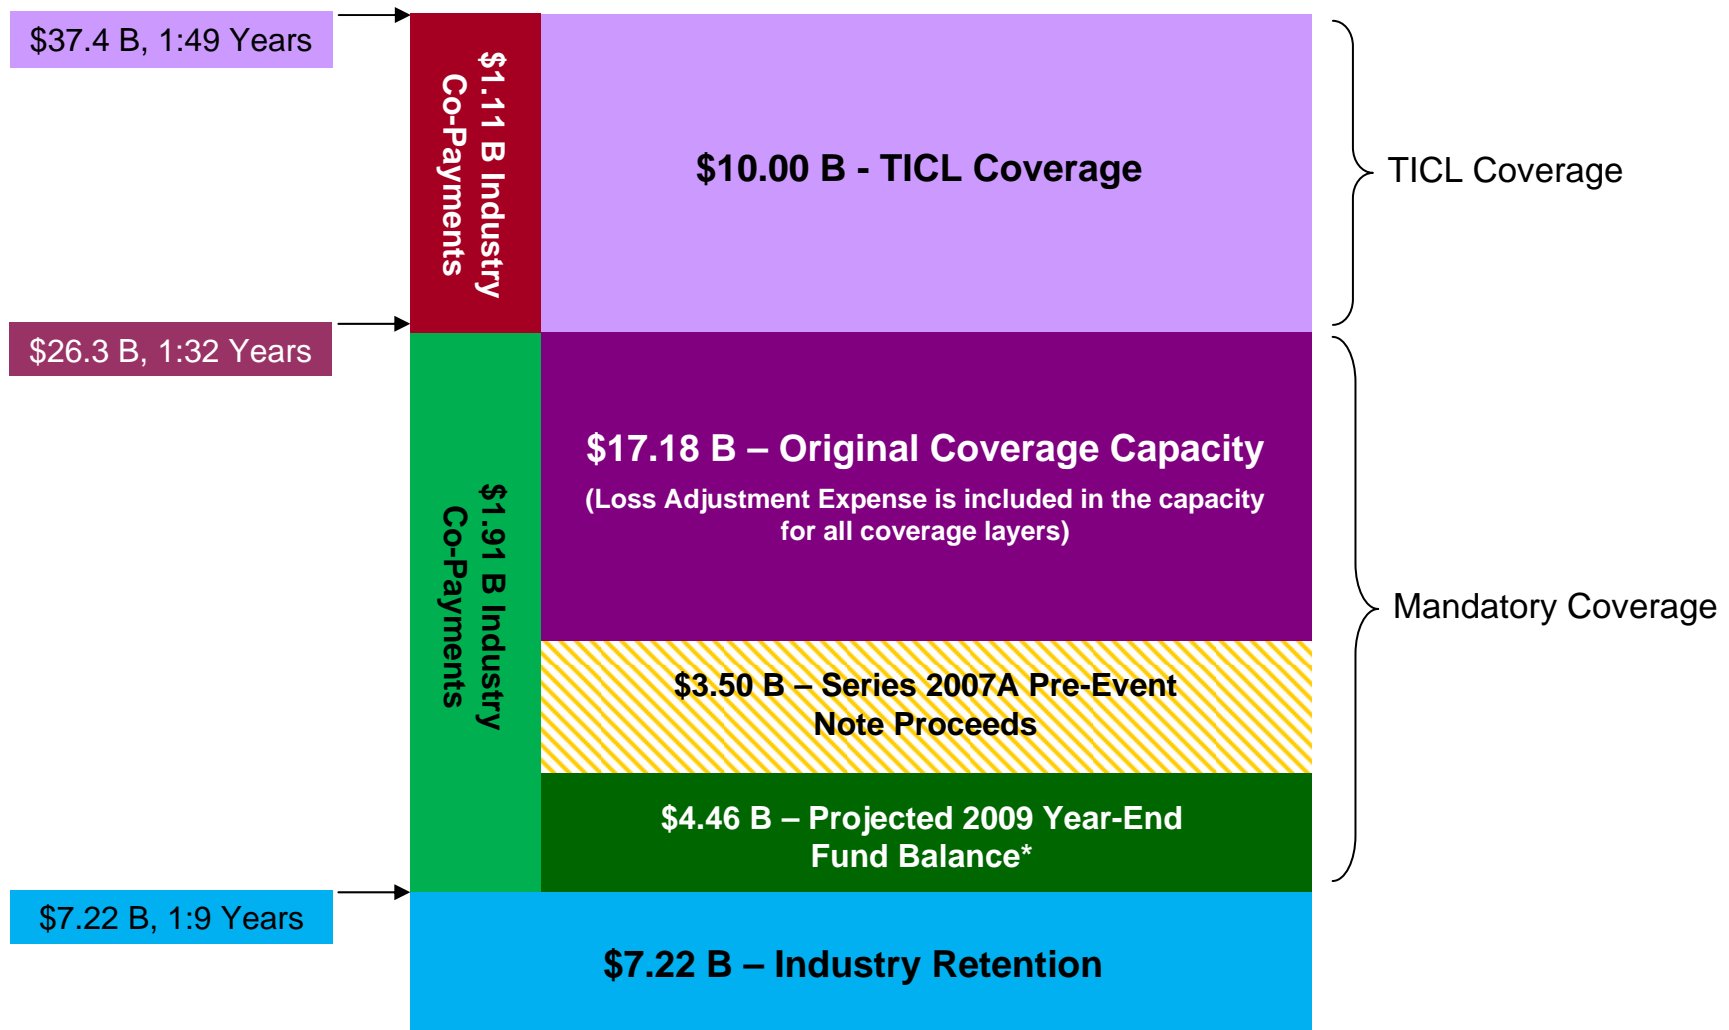 $37.4 B, 1:49 Years
$1.11 B Industry
Co-Payments
$10.00 B - TICL Coverage
TICL Coverage
$26.3 B, 1:32 Years
$1.91 B Industry
Co-Payments
$17.18 B – Original Coverage Capacity
(Loss Adjustment Expense is included in the capacity
for all coverage layers)
Mandatory Coverage
$3.50 B – Series 2007A Pre-Event
Note Proceeds
$4.46 B – Projected 2009 Year-End
Fund Balance*
$7.22 B, 1:9 Years
$7.22 B – Industry Retention